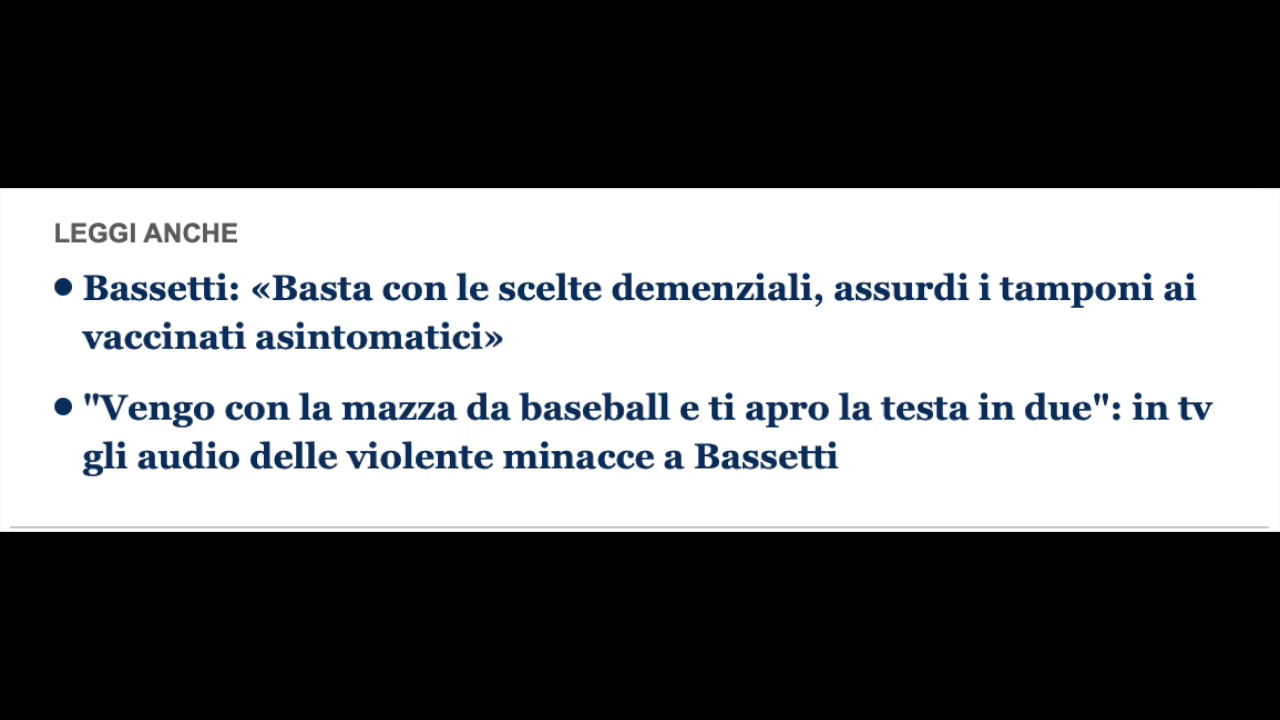 LEGGI ANCHE
• Bassetti: «Basta con le scelte demenziali, assurdi i tamponi ai
vaccinati asintomatici»
• "Vengo con la mazza da baseball e ti apro la testa in due": in tv
gli audio delle violente minacce a Bassetti